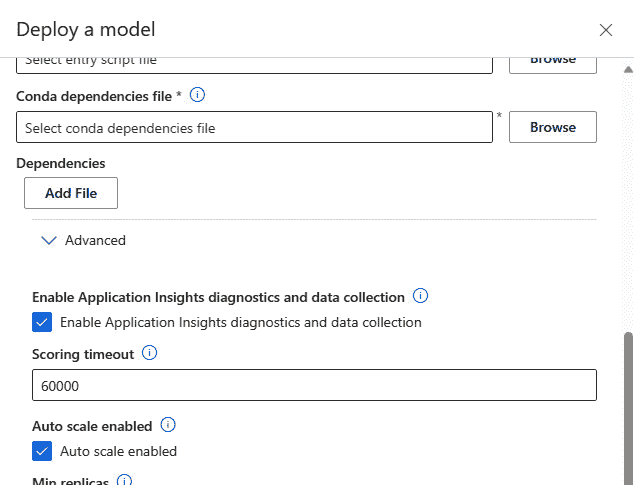 Deploy a model
Select entry script file
Browse
Conda dependencies file *
Select conda dependencies file
*
Browse
Dependencies
Add File
Advanced
Enable Application Insights diagnostics and data collection
Enable Application Insights diagnostics and data collection
Scoring timeout
60000
Auto scale enabled
Auto scale enabled
Min replicas